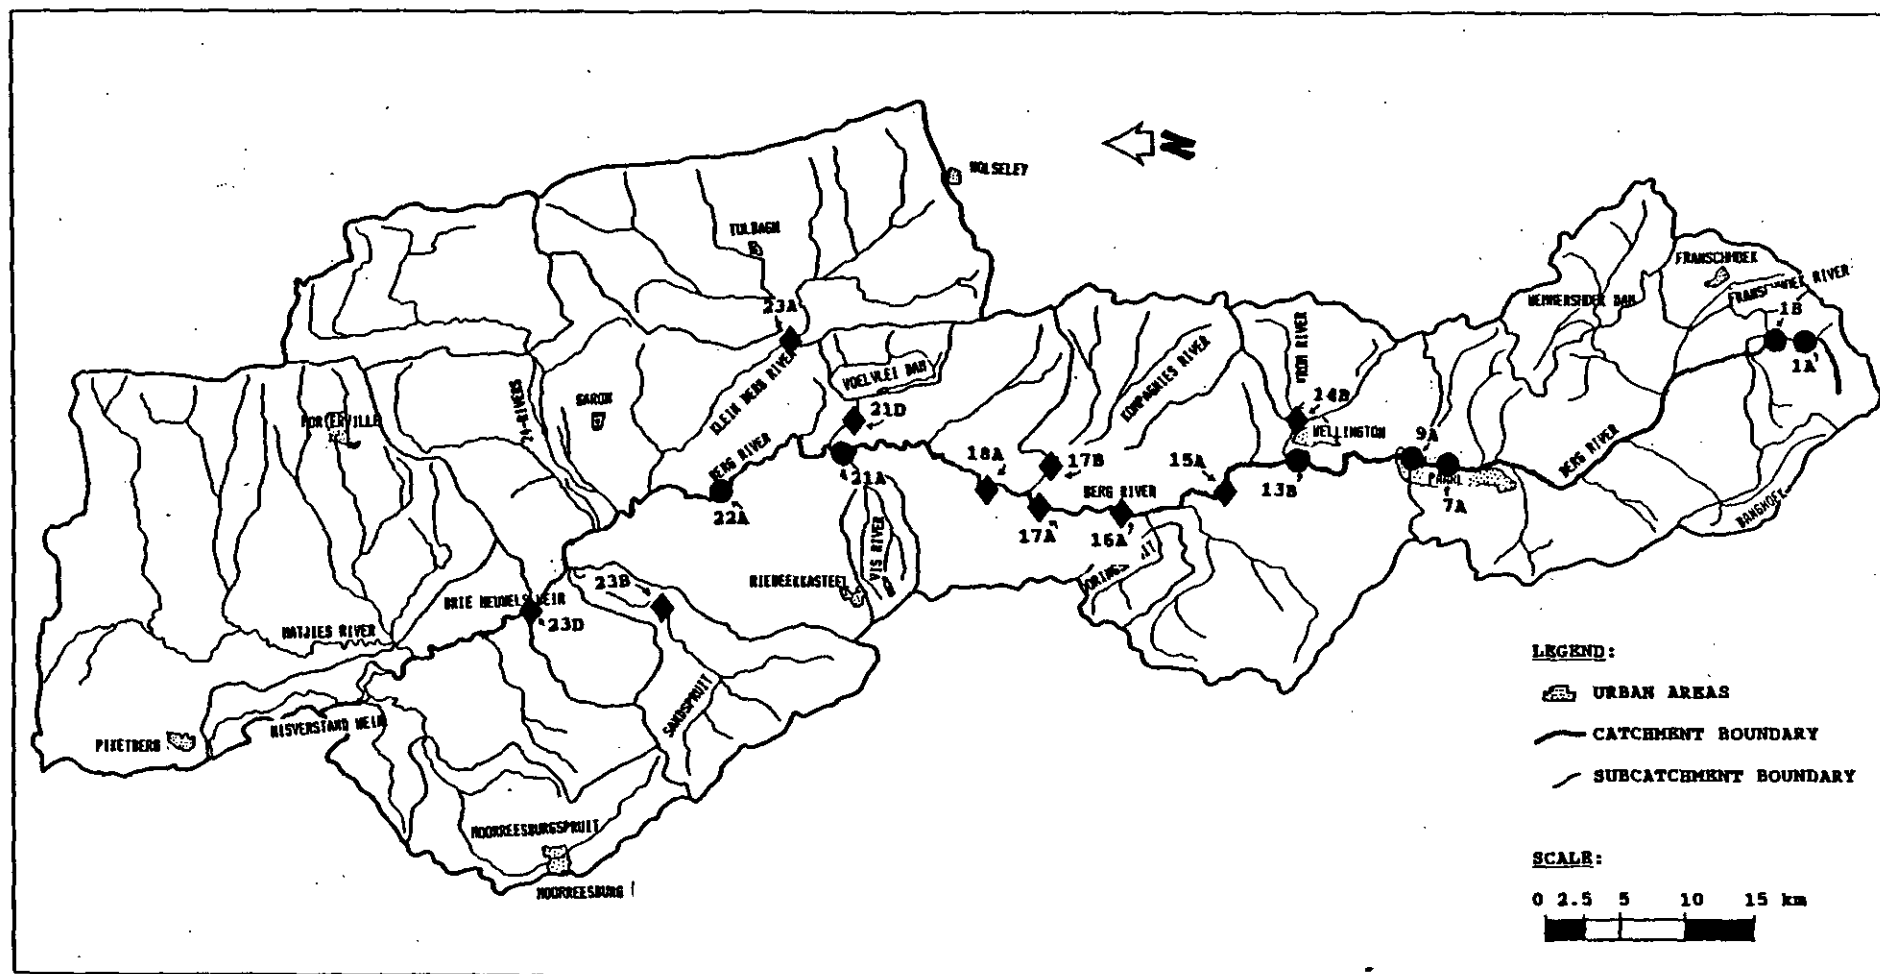 N
WOLSELEY
TULBAGH
23A
FRANSCHHOEK
FRANSCHHOEK RIVER
WEMMERSHOEK DAM
1B
1A
VOELVLEI DAM
KROM RIVER
KOMPAGNIES RIVER
24-RIVIERS
SARON
KLEIN BERG RIVER
PORTERVILLE
21D
14B
WELLINGTON
9A
BERG RIVER
18A
17B
15A
BERG RIVER
BERG RIVER
21A
13B
PAARL
7A
22A
17A
16A
BANGHOEK
VIS RIVER
RIEBEEKKASTEEL
23B
DRIE HEUWELS WEIR
23D
MATJIES RIVER
SANDSPRUIT
MISVERSTAND WEIR
PIKETBERG
MOORREESBURGSPRUIT
MOORREESBURG
LEGEND:
URBAN AREAS
CATCHMENT BOUNDARY
SUBCATCHMENT BOUNDARY
SCALE:
0 2.5 5 10 15 km